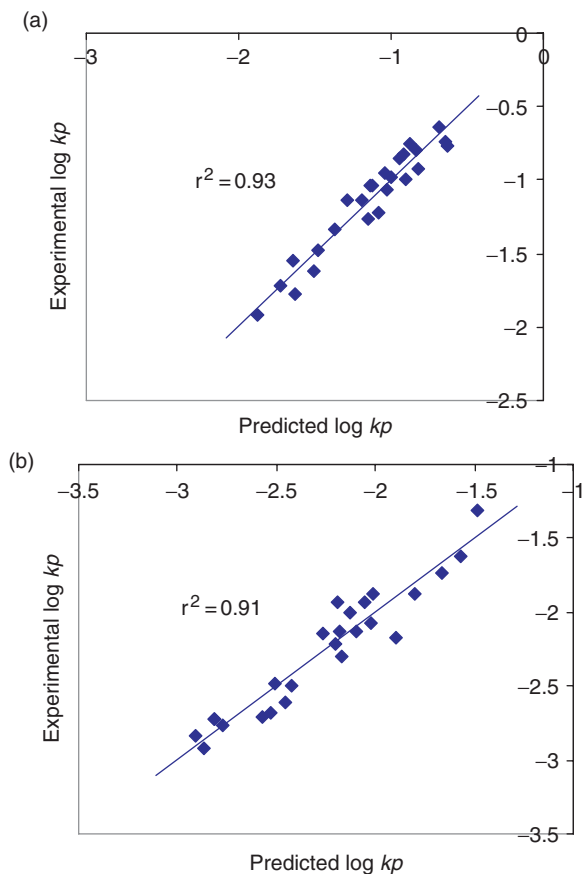 (a)
−3 −2 −1 0 0
−0.5
Experimental log kp
r² = 0.93
−1
−1.5
−2
−2.5
Predicted log kp
(b)
−3.5 −3 −2.5 −2 −1.5 −1 −1
−1.5
Experimental log kp
r² = 0.91
−2
−2.5
−3
−3.5
Predicted log kp